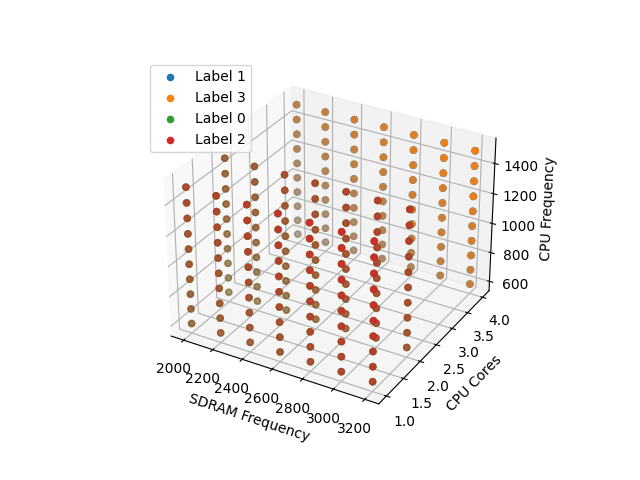 Label 1
Label 3
Label 0
Label 2
1400
1200
1000
800
600
CPU Frequency
4.0
3.5
3.0
2.5
2.0
1.5
1.0
CPU Cores
2000
2200
2400
2600
2800
3000
3200
SDRAM Frequency